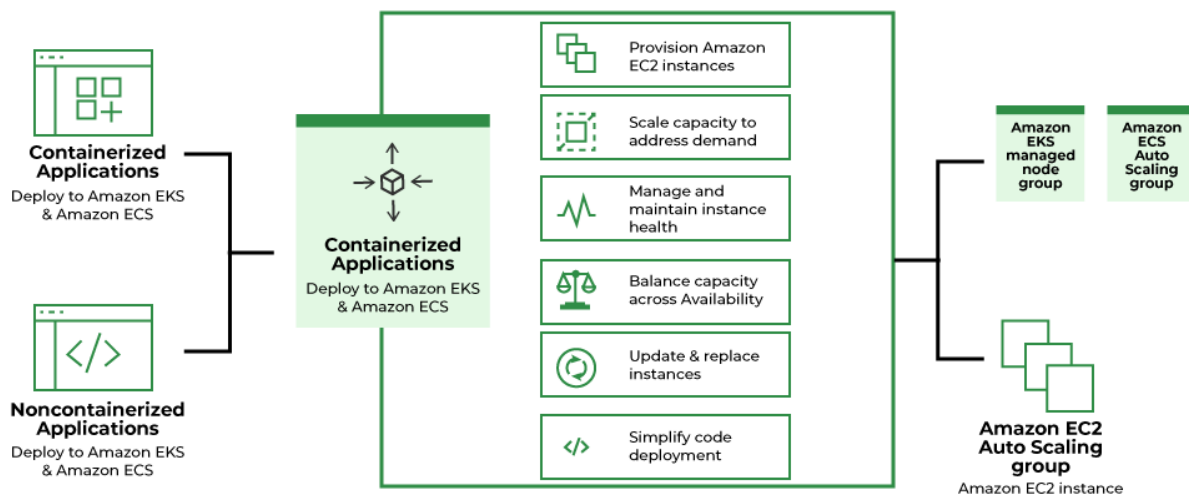 Containerized
Applications
Deploy to Amazon EKS
& Amazon ECS
Noncontainerized
Applications
Deploy to Amazon EKS
& Amazon ECS
Containerized
Applications
Deploy to Amazon EKS
& Amazon ECS
Provision Amazon
EC2 instances
Scale capacity to
address demand
Manage and
maintain instance
health
Balance capacity
across Availability
Update & replace
instances
Simplify code
deployment
Amazon
EKS
managed
node
group
Amazon
ECS
Auto
Scaling
group
Amazon EC2
Auto Scaling
group
Amazon EC2 instance